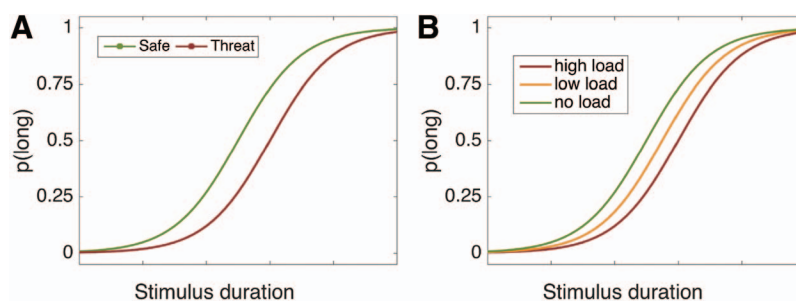 A
1
0.75
0.5
0.25
0
p(long)
Safe Threat
Stimulus duration
B
1
0.75
0.5
0.25
0
p(long)
high load
low load
no load
Stimulus duration